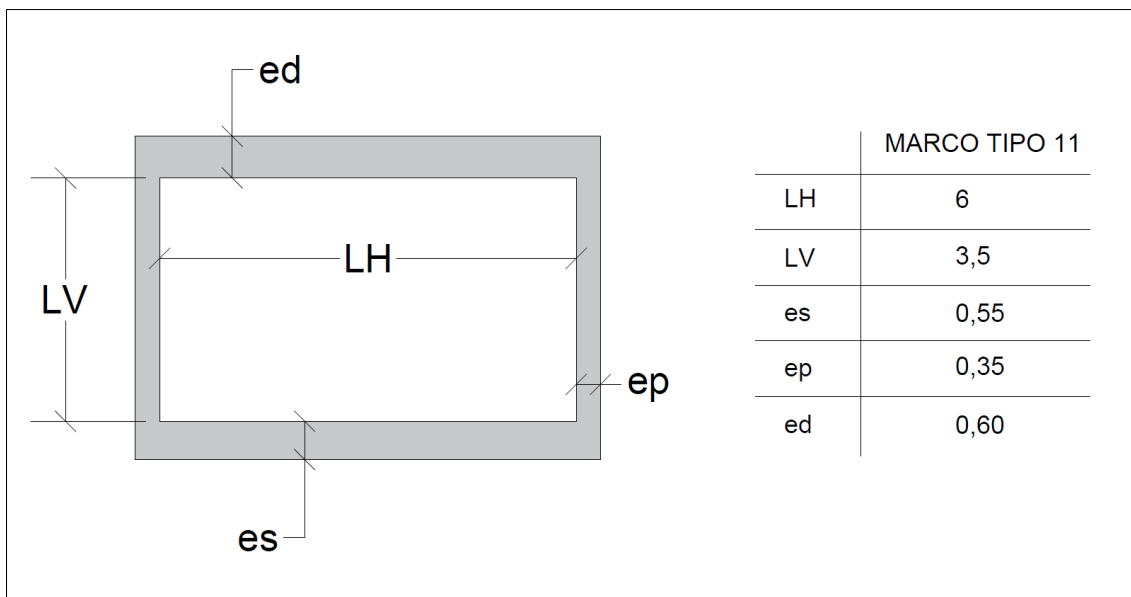 ed
LH
LV
ep
es
MARCO TIPO 11
LH 6
LV 3,5
es 0,55
ep 0,35
ed 0,60